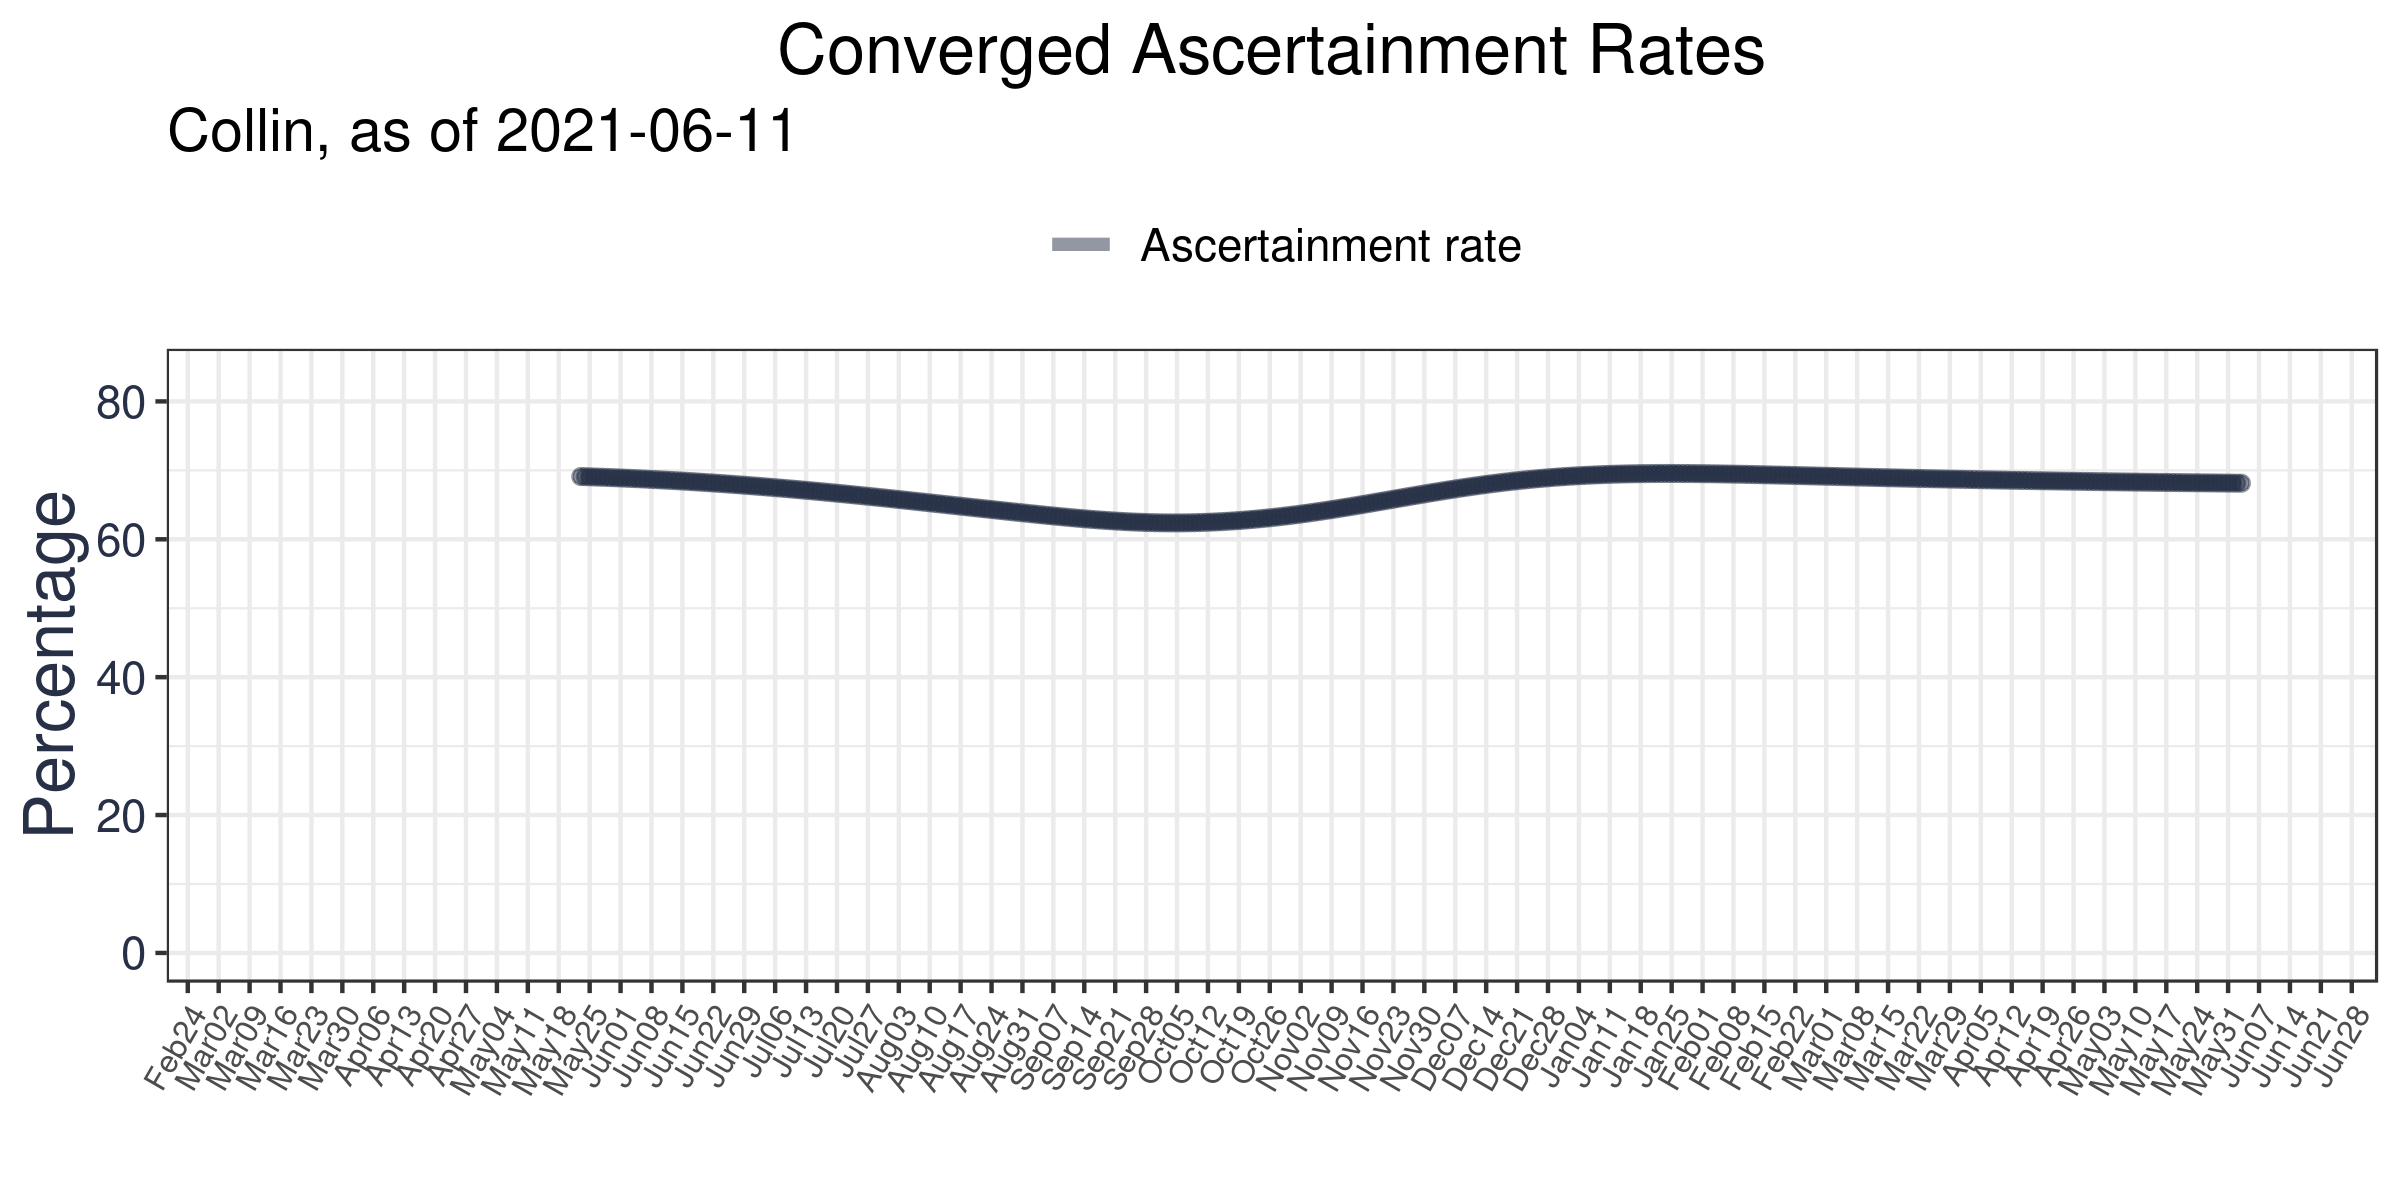 Converged Ascertainment Rates
Collin, as of 2021-06-11
Ascertainment rate
Percentage
80
60
40
20
0
Feb24 Mar02 Mar09 Mar16 Mar23 Mar30 Apr06 Apr13 Apr20 Apr27 May04 May11 May18 May25 Jun01 Jun08 Jun15 Jun22 Jun29 Jul06 Jul13 Jul20 Jul27 Aug03 Aug10 Aug17 Aug24 Aug31 Sep07 Sep14 Sep21 Sep28 Oct05 Oct12 Oct19 Oct26 Nov02 Nov09 Nov16 Nov23 Nov30 Dec07 Dec14 Dec21 Dec28 Jan04 Jan11 Jan18 Jan25 Feb01 Feb08 Feb15 Feb22 Mar01 Mar08 Mar15 Mar22 Mar29 Apr05 Apr12 Apr19 Apr26 May03 May10 May17 May24 May31 Jun07 Jun14 Jun21 Jun28